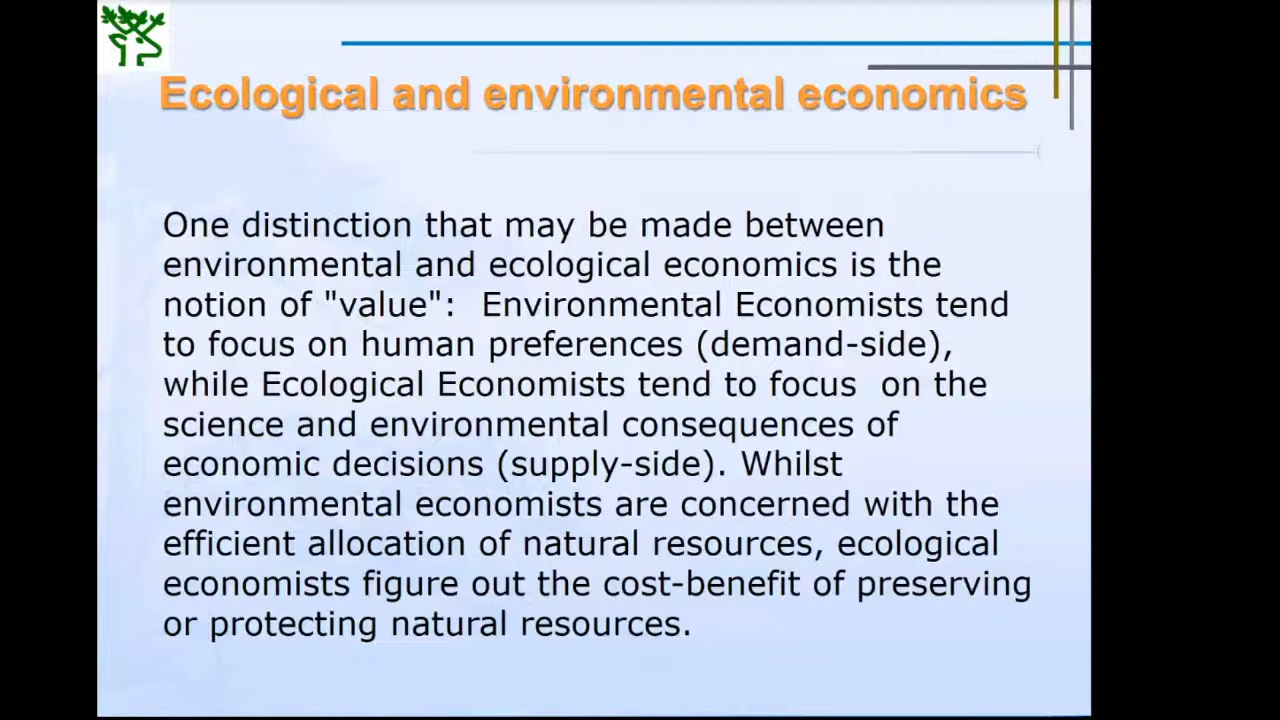 Ecological and environmental economics
One distinction that may be made between
environmental and ecological economics is the
notion of "value":  Environmental Economists tend
to focus on human preferences (demand-side),
while Ecological Economists tend to focus  on the
science and environmental consequences of
economic decisions (supply-side). Whilst
environmental economists are concerned with the
efficient allocation of natural resources, ecological
economists figure out the cost-benefit of preserving
or protecting natural resources.